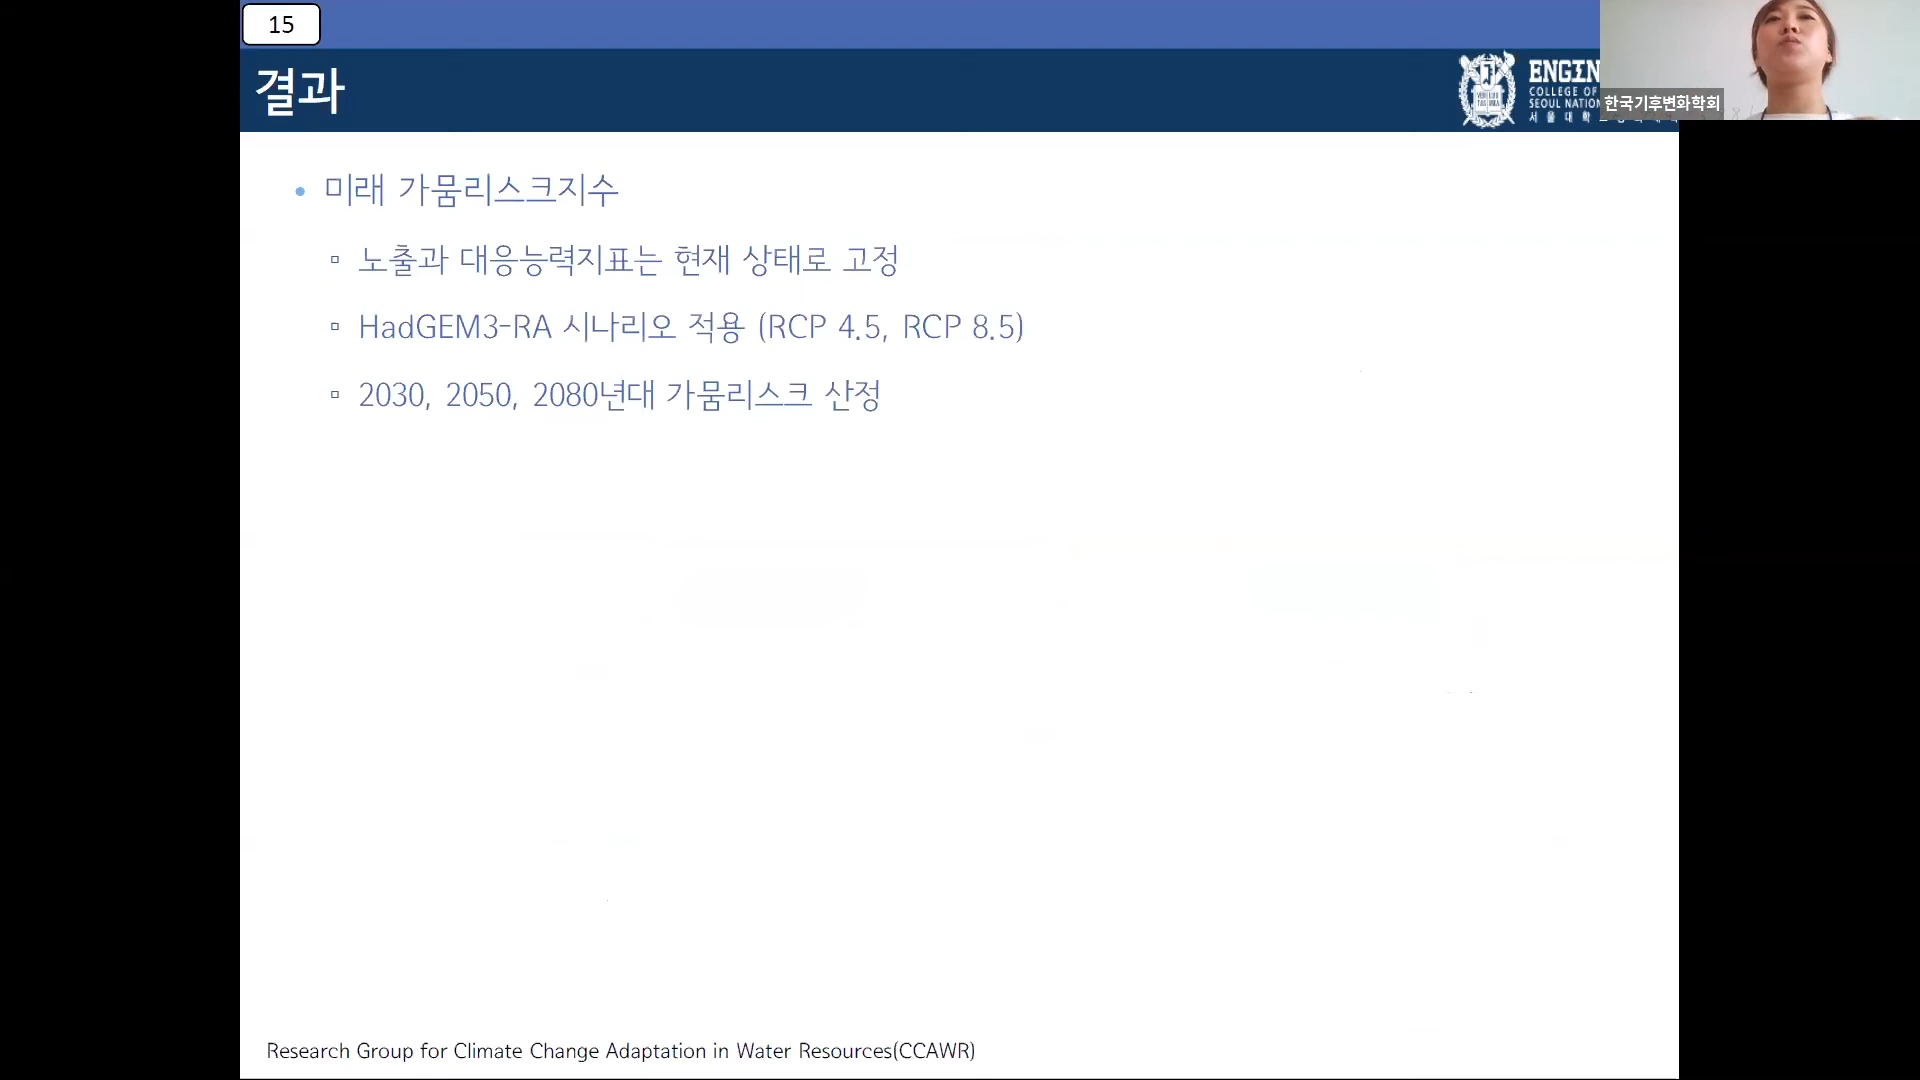 15
결과
ENGIN
COLLEGE OF
SEOUL NATION
서 울 대 학
한국기후변화학회
• 미래 가뭄리스크지수
▫ 노출과 대응능력지표는 현재 상태로 고정
▫ HadGEM3-RA 시나리오 적용 (RCP 4.5, RCP 8.5)
▫ 2030, 2050, 2080년대 가뭄리스크 산정
Research Group for Climate Change Adaptation in Water Resources(CCAWR)